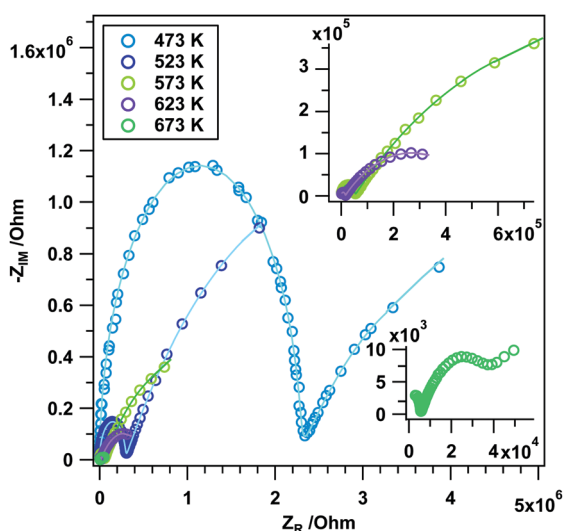 1.6x10⁶
1.4
1.2
1.0
0.8
0.6
0.4
0.2
0
-Z_IM /Ohm
473 K
523 K
573 K
623 K
673 K
x10⁵
3
2
1
0
0 2 4 6x10⁵
x10³
10
5
0
0 2 4x10⁴
0 1 2 3 4 5x10⁶
Z_R /Ohm